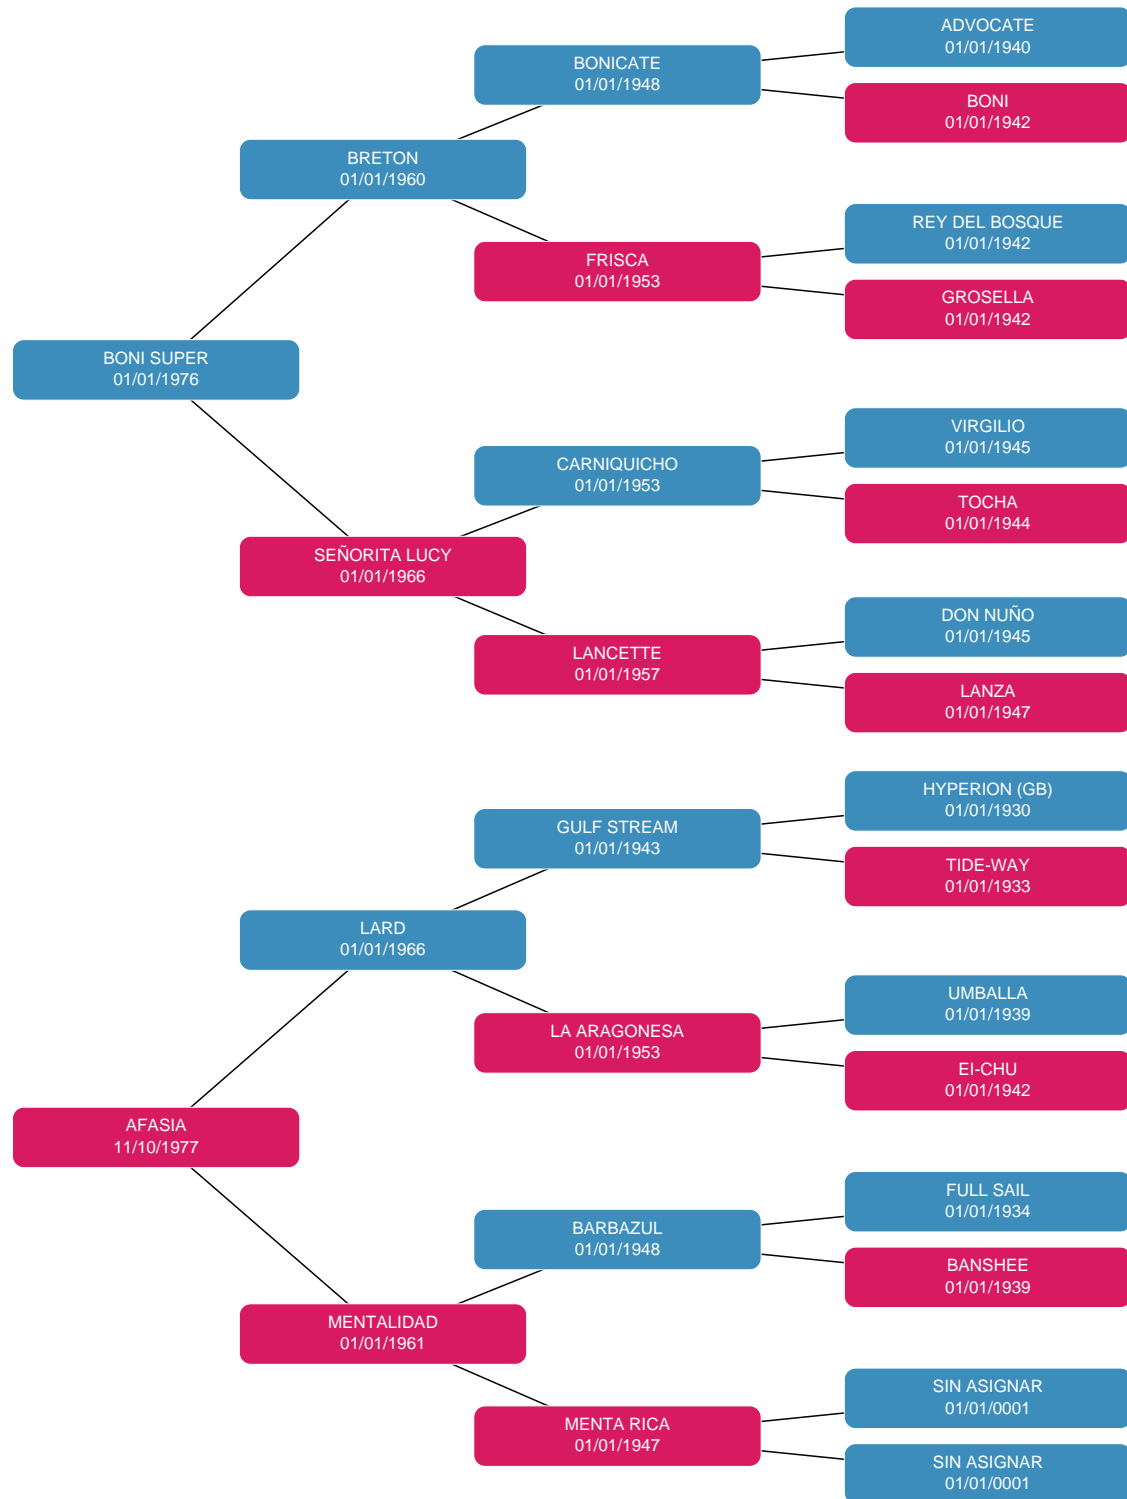 ADVOCATE
01/01/1940
BONICATE
01/01/1948
BONI
01/01/1942
BRETON
01/01/1960
REY DEL BOSQUE
01/01/1942
FRISCA
01/01/1953
GROSELLA
01/01/1942
BONI SUPER
01/01/1976
VIRGILIO
01/01/1945
CARNIQUICHO
01/01/1953
TOCHA
01/01/1944
SEÑORITA LUCY
01/01/1966
DON NUÑO
01/01/1945
LANCETTE
01/01/1957
LANZA
01/01/1947
HYPERION (GB)
01/01/1930
GULF STREAM
01/01/1943
TIDE-WAY
01/01/1933
LARD
01/01/1966
UMBALLA
01/01/1939
LA ARAGONESA
01/01/1953
EI-CHU
01/01/1942
AFASIA
11/10/1977
FULL SAIL
01/01/1934
BARBAZUL
01/01/1948
BANSHEE
01/01/1939
MENTALIDAD
01/01/1961
SIN ASIGNAR
01/01/0001
MENTA RICA
01/01/1947
SIN ASIGNAR
01/01/0001